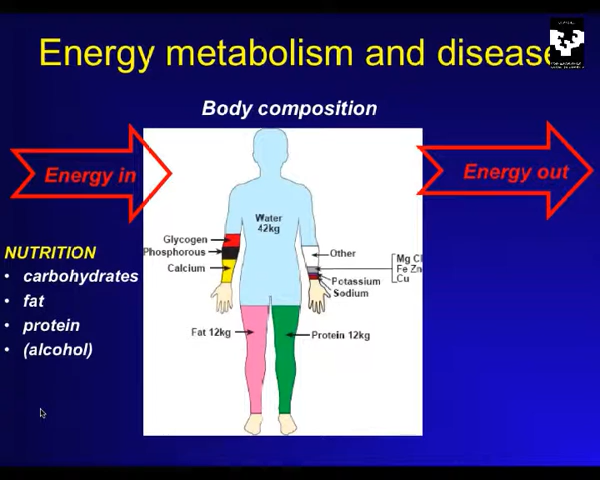 Energy metabolism and disease
Body composition
Energy in
Energy out
Water
42kg
Glycogen
Phosphorous
Calcium
Other
Mg Cl
Fe Zn
Cu
Potassium
Sodium
Fat 12kg
Protein 12kg
NUTRITION
• carbohydrates
• fat
• protein
• (alcohol)